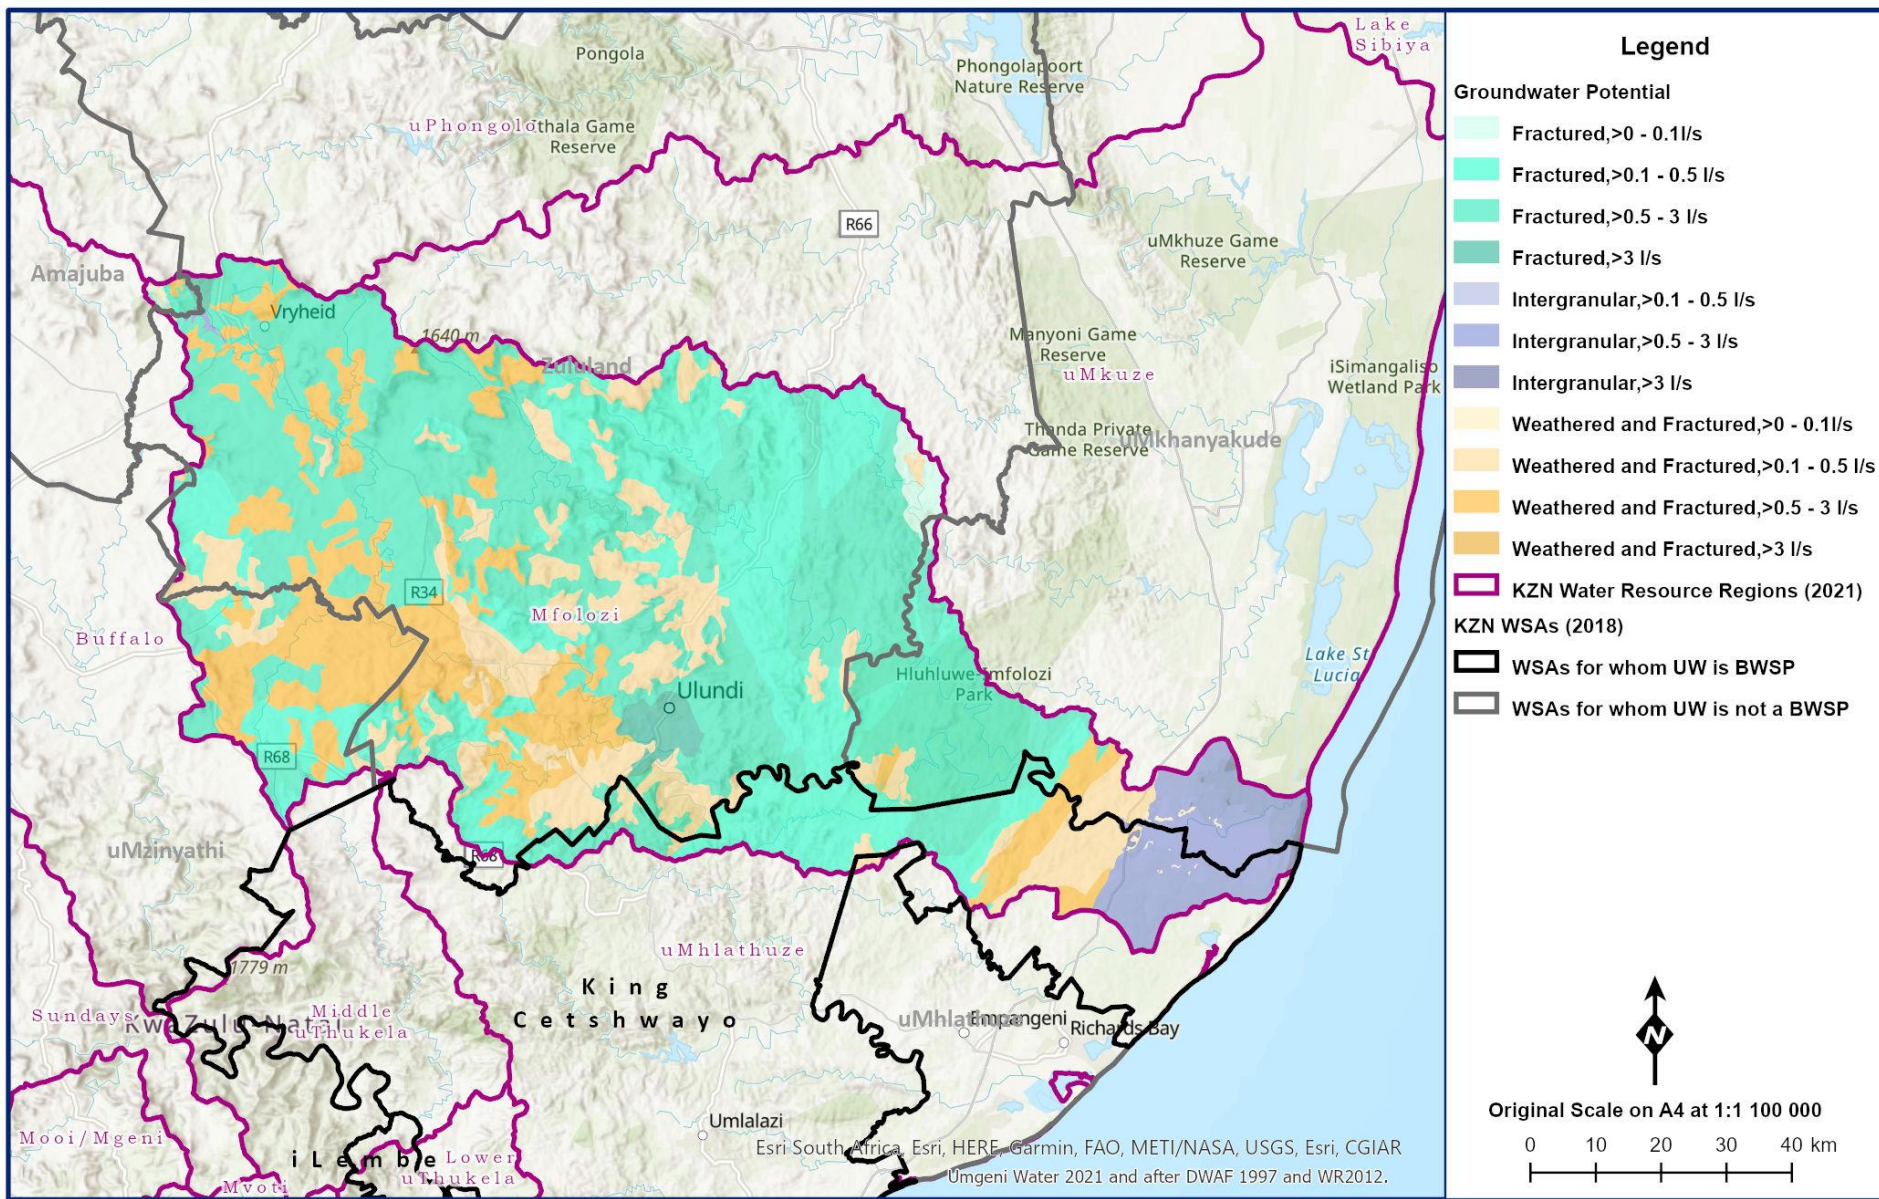 Lake
Sibiya
Pongola
Phongolapoort
Nature Reserve
uPhongolo
Ithala Game
Reserve
R66
uMkhuze Game
Reserve
Amajuba
Vryheid
1640 m
Zululand
Manyoni Game
Reserve
uMkuze
iSimangaliso
Wetland Park
Thanda Private
Game Reserve
uMkhanyakude
R34
Mfolozi
Buffalo
Ulundi
Hluhluwe-Imfolozi
Park
Lake St
Lucia
R68
uMzinyathi
R68
uMhlathuze
1779 m
King
Cetshwayo
Sundays
KwaZulu-Natal
Middle
uThukela
uMhlathuze
Empangeni
Richards Bay
Umlalazi
Mooi/Mgeni
iLembe
Lower
uThukela
Mvoti
Esri South Africa, Esri, HERE, Garmin, FAO, METI/NASA, USGS, Esri, CGIAR
Umgeni Water 2021 and after DWAF 1997 and WR2012.
Legend
Groundwater Potential
Fractured,>0 - 0.1l/s
Fractured,>0.1 - 0.5 l/s
Fractured,>0.5 - 3 l/s
Fractured,>3 l/s
Intergranular,>0.1 - 0.5 l/s
Intergranular,>0.5 - 3 l/s
Intergranular,>3 l/s
Weathered and Fractured,>0 - 0.1l/s
Weathered and Fractured,>0.1 - 0.5 l/s
Weathered and Fractured,>0.5 - 3 l/s
Weathered and Fractured,>3 l/s
KZN Water Resource Regions (2021)
KZN WSAs (2018)
WSAs for whom UW is BWSP
WSAs for whom UW is not a BWSP
N
Original Scale on A4 at 1:1 100 000
0 10 20 30 40 km